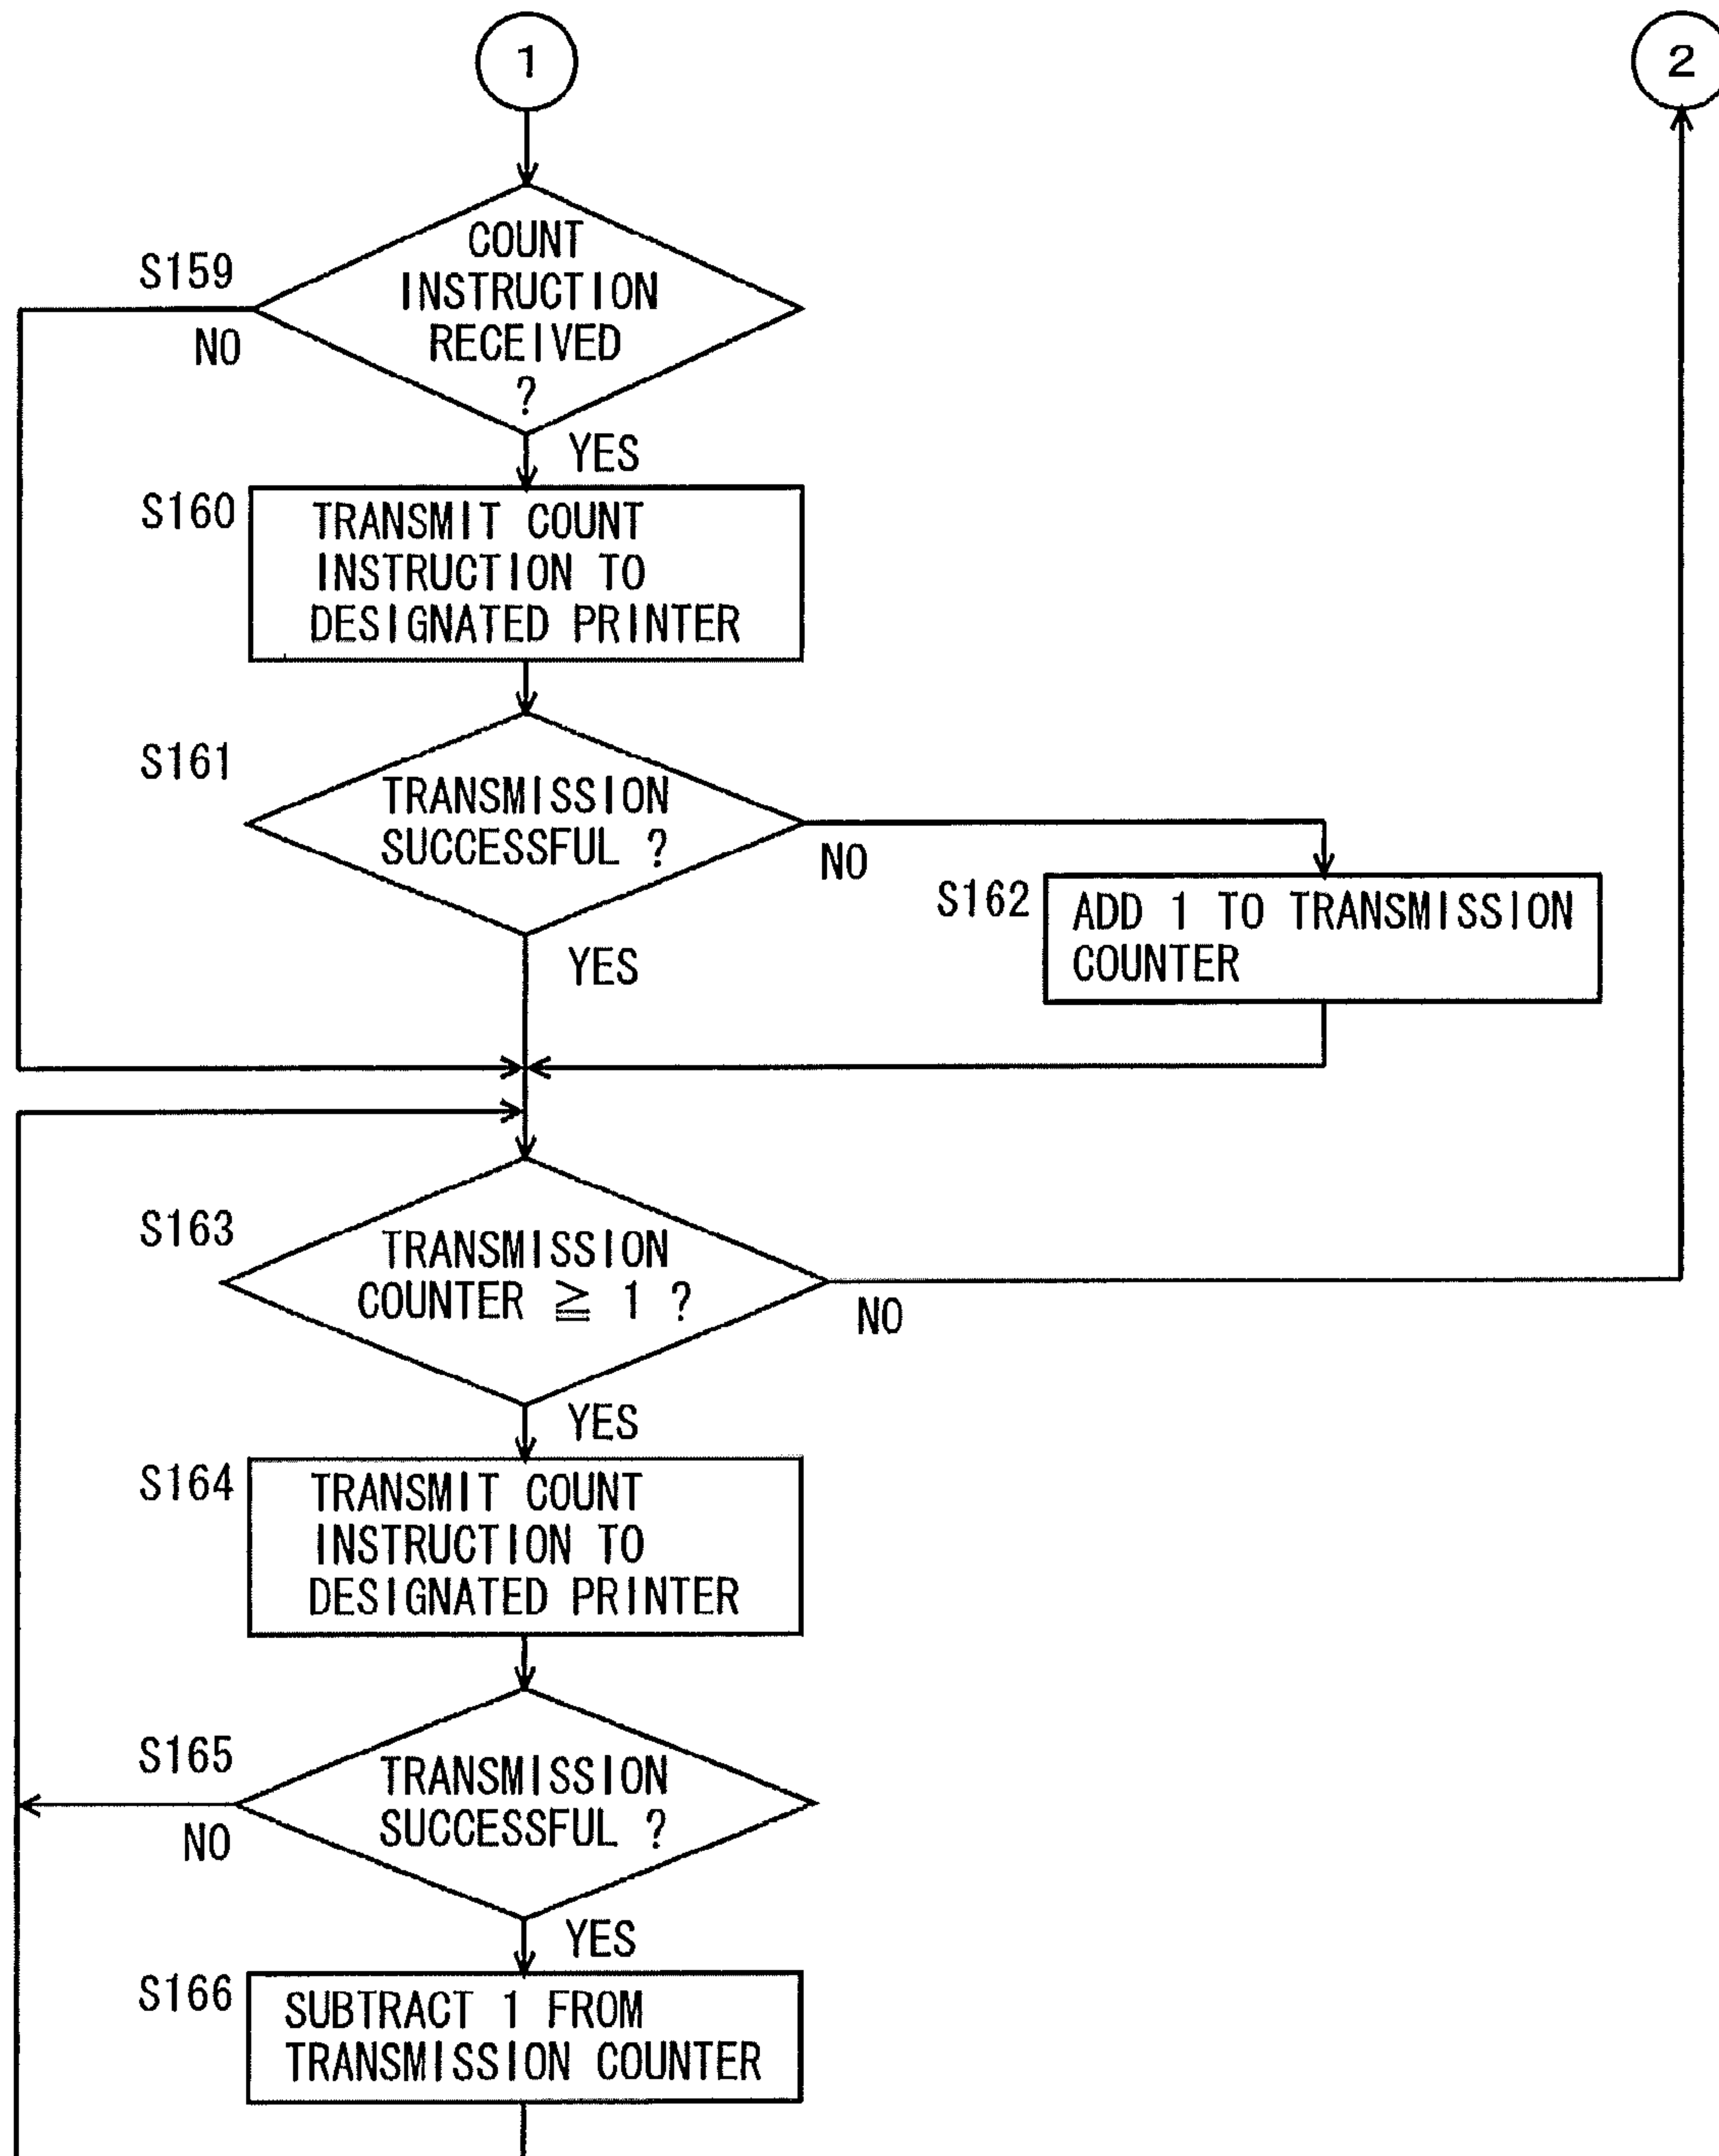 1
2
S159
COUNT
INSTRUCTION
RECEIVED
?
NO
YES
S160
TRANSMIT COUNT
INSTRUCTION TO
DESIGNATED PRINTER
S161
TRANSMISSION
SUCCESSFUL ?
NO
YES
S162
ADD 1 TO TRANSMISSION
COUNTER
S163
TRANSMISSION
COUNTER ≧ 1 ?
NO
YES
S164
TRANSMIT COUNT
INSTRUCTION TO
DESIGNATED PRINTER
S165
TRANSMISSION
SUCCESSFUL ?
NO
YES
S166
SUBTRACT 1 FROM
TRANSMISSION COUNTER